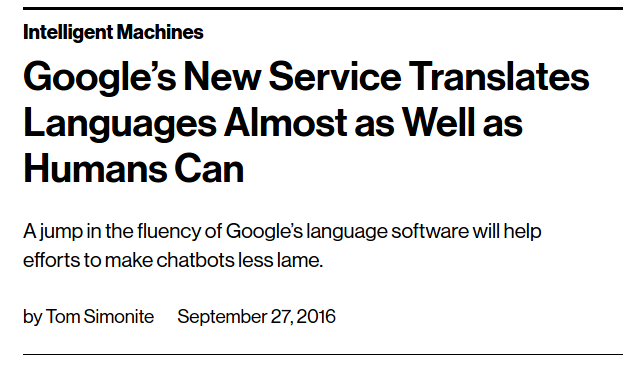 Intelligent Machines
Google’s New Service Translates
Languages Almost as Well as
Humans Can
A jump in the fluency of Google’s language software will help
efforts to make chatbots less lame.
by Tom Simonite September 27, 2016